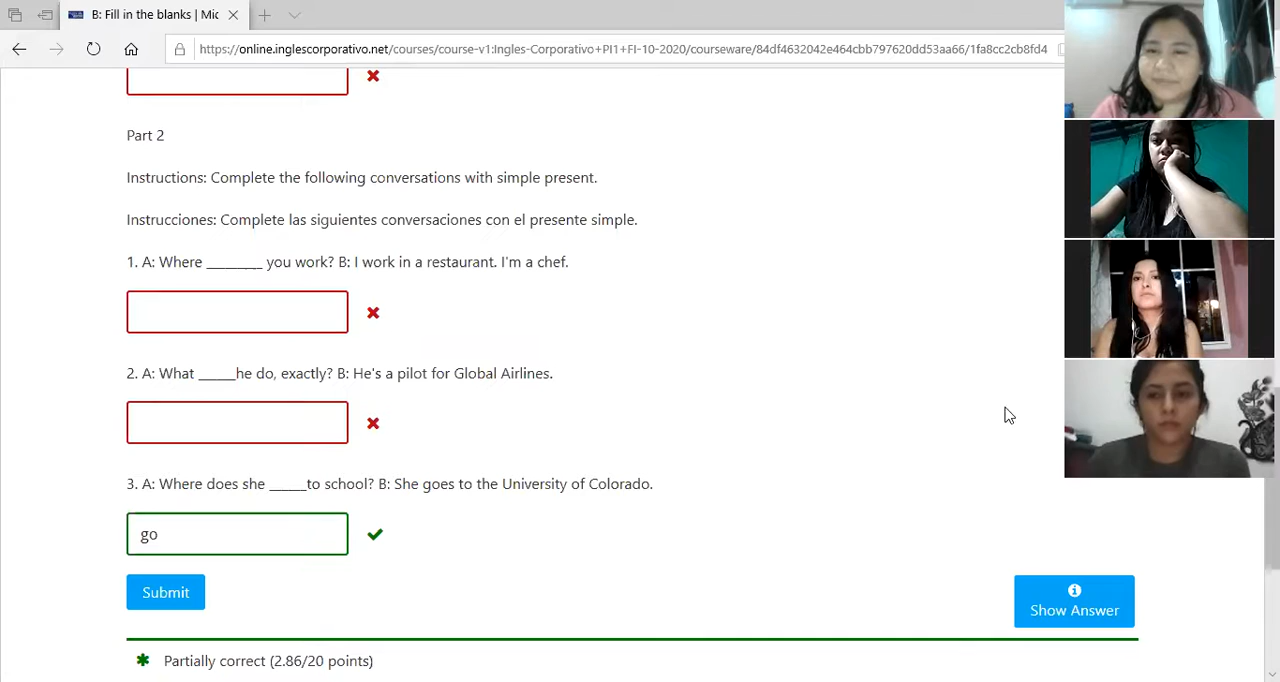 B: Fill in the blanks | Mic
https://online.inglescorporativo.net/courses/course-v1:Ingles-Corporativo+PI1+FI-10-2020/courseware/84df4632042e464cbb797620dd53aa66/1fa8cc2cb8fd4
Part 2
Instructions: Complete the following conversations with simple present.
Instrucciones: Complete las siguientes conversaciones con el presente simple.
1. A: Where _________ you work? B: I work in a restaurant. I'm a chef.
2. A: What ______he do, exactly? B: He's a pilot for Global Airlines.
3. A: Where does she ______to school? B: She goes to the University of Colorado.
go
Submit
Show Answer
Partially correct (2.86/20 points)